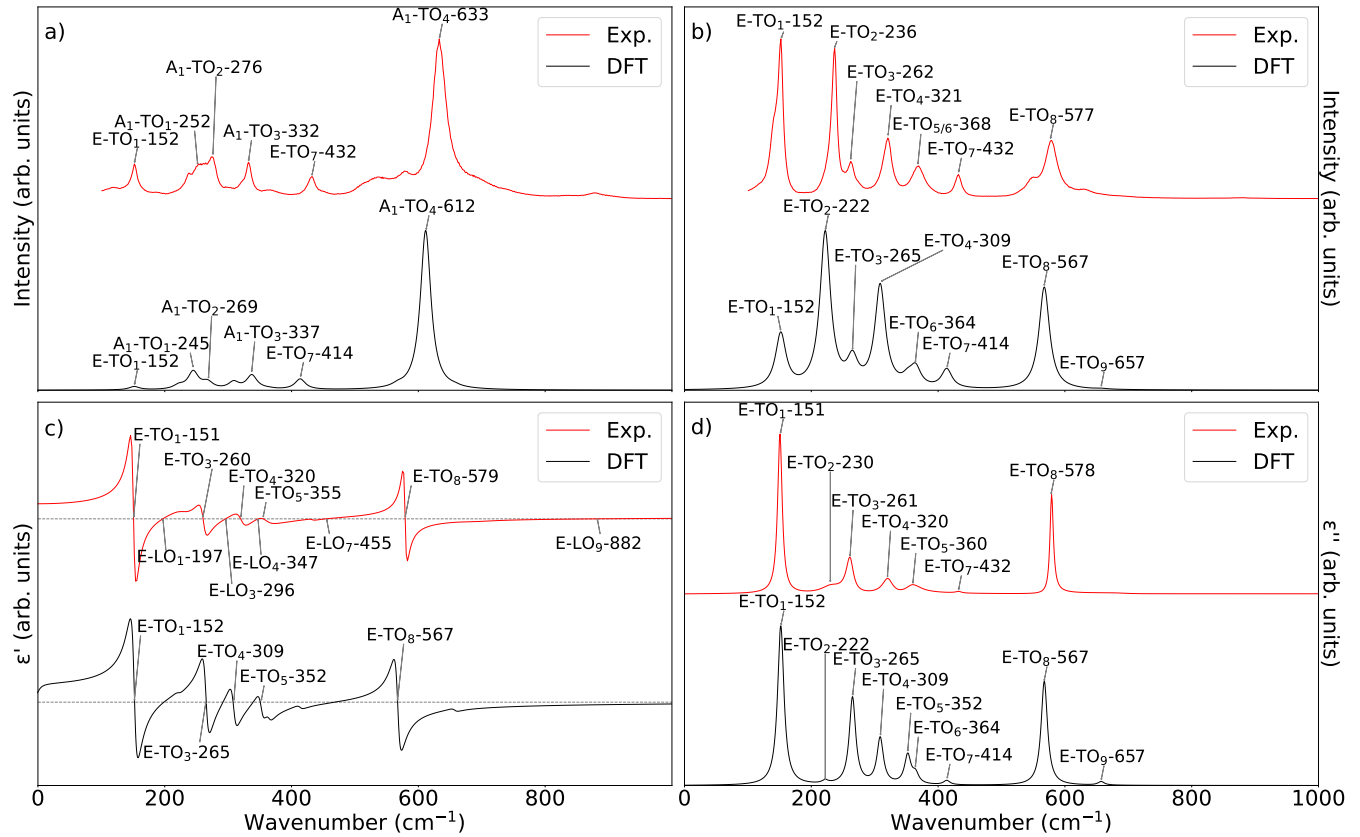 a)
A₁-TO₄-633
Exp.
DFT
A₁-TO₂-276
A₁-TO₁-252
A₁-TO₃-332
E-TO₁-152
E-TO₇-432
A₁-TO₄-612
A₁-TO₂-269
A₁-TO₁-245
A₁-TO₃-337
E-TO₁-152
E-TO₇-414
Intensity (arb. units)
b)
E-TO₁-152
E-TO₂-236
Exp.
DFT
E-TO₃-262
E-TO₄-321
E-TO₈-577
E-TO₅/₆-368
E-TO₇-432
E-TO₂-222
E-TO₄-309
E-TO₃-265
E-TO₈-567
E-TO₁-152
E-TO₆-364
E-TO₇-414
E-TO₉-657
Intensity (arb. units)
c)
Exp.
DFT
E-TO₁-151
E-TO₃-260
E-TO₄-320
E-TO₈-579
E-TO₅-355
E-LO₁-197
E-LO₇-455
E-LO₉-882
E-LO₄-347
E-LO₃-296
E-TO₁-152
E-TO₈-567
E-TO₄-309
E-TO₅-352
E-TO₃-265
ε' (arb. units)
0
200
400
600
800
Wavenumber (cm⁻¹)
d)
E-TO₁-151
Exp.
DFT
E-TO₂-230
E-TO₈-578
E-TO₃-261
E-TO₄-320
E-TO₅-360
E-TO₇-432
E-TO₁-152
E-TO₂-222
E-TO₃-265
E-TO₈-567
E-TO₄-309
E-TO₅-352
E-TO₆-364
E-TO₇-414
E-TO₉-657
ε'' (arb. units)
0
200
400
600
800
1000
Wavenumber (cm⁻¹)